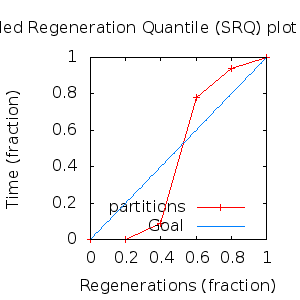 led Regeneration Quantile (SRQ) plot
1
0.8
0.6
0.4
0.2
0
Time (fraction)
partitions
Goal
0 0.2 0.4 0.6 0.8 1
Regenerations (fraction)